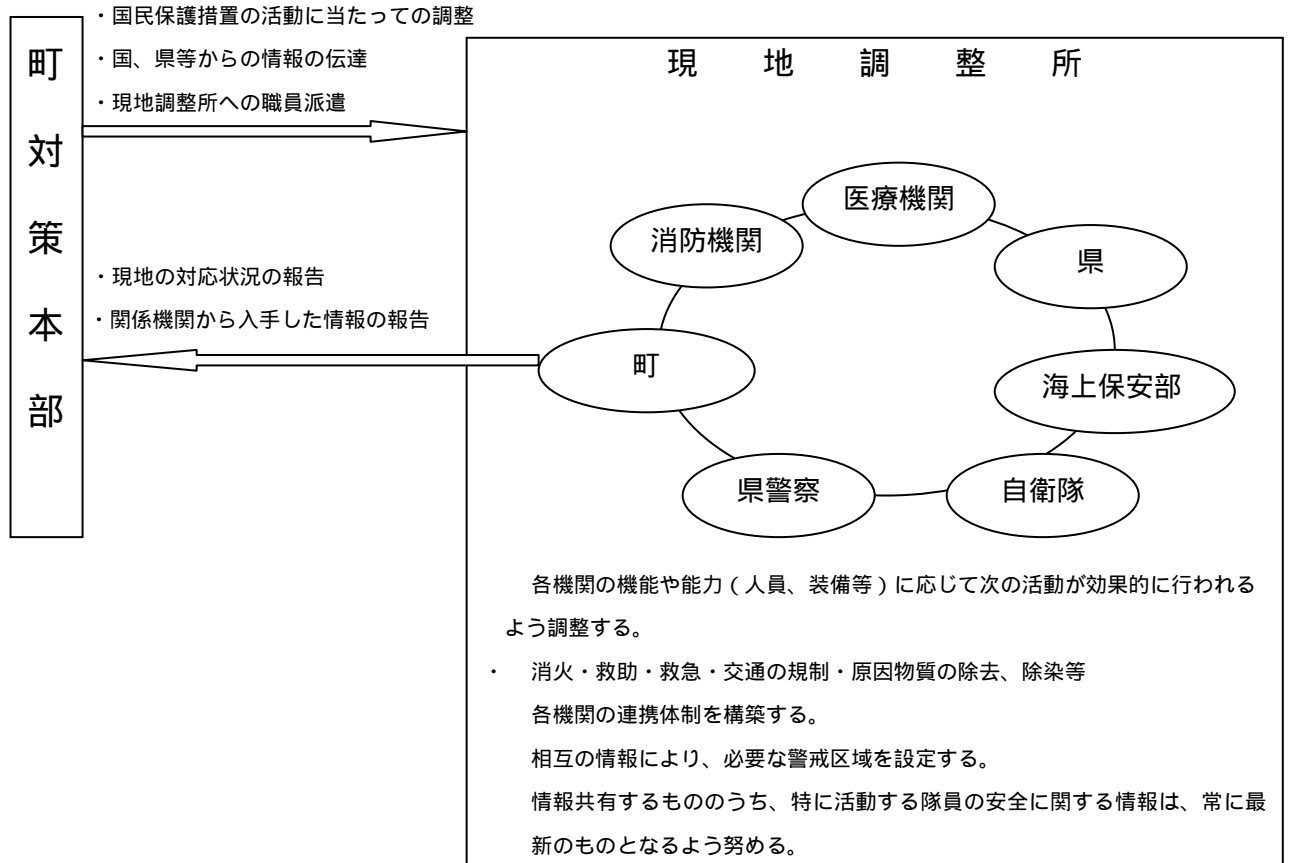 町対策本部
・国民保護措置の活動に当たっての調整
・国、県等からの情報の伝達
・現地調整所への職員派遣
・現地の対応状況の報告
・関係機関から入手した情報の報告
現地調整所
医療機関
消防機関
県
町
海上保安部
県警察
自衛隊
各機関の機能や能力(人員、装備等)に応じて次の活動が効果的に行われる
よう調整する。
・ 消火・救助・救急・交通の規制・原因物質の除去、除染等
各機関の連携体制を構築する。
相互の情報により、必要な警戒区域を設定する。
情報共有するもののうち、特に活動する隊員の安全に関する情報は、常に最
新のものとなるよう努める。